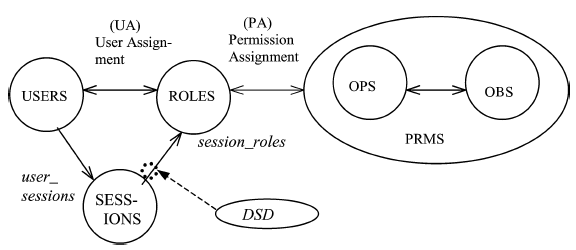 (UA)
User Assign-
ment
(PA)
Permission
Assignment
USERS
ROLES
OPS
OBS
PRMS
session_roles
user_
sessions
SESS-
IONS
DSD